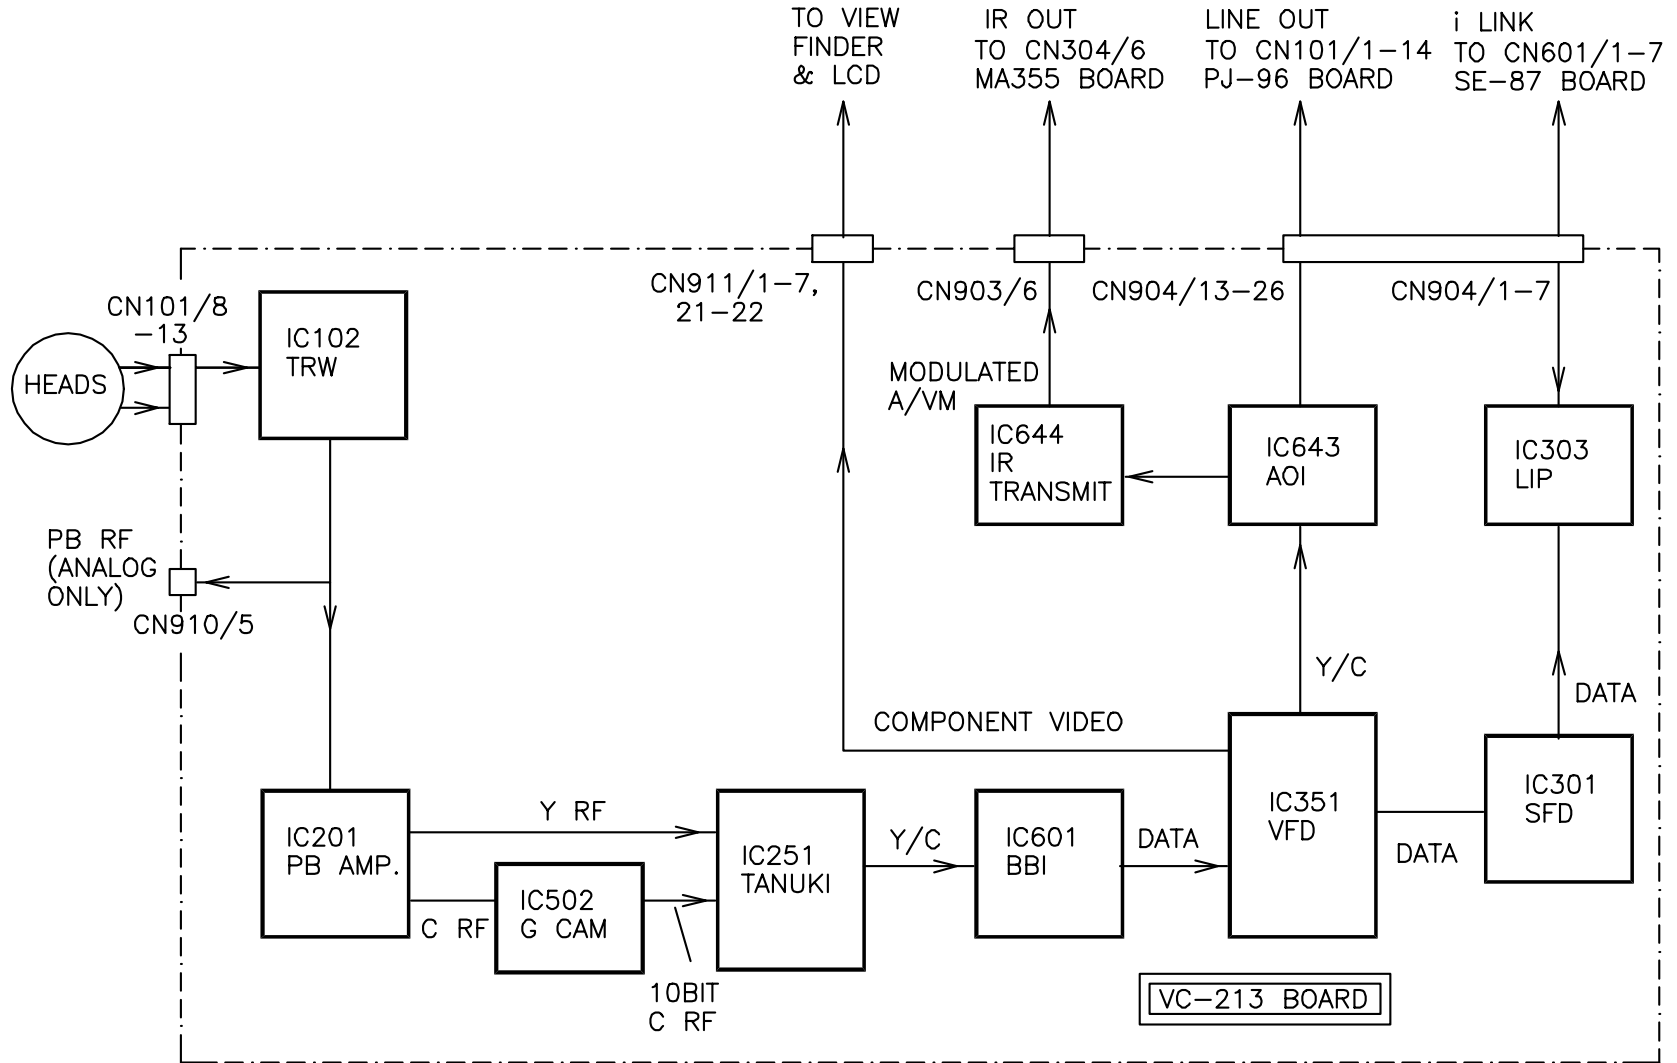 TO VIEW
FINDER
& LCD
IR OUT
TO CN304/6
MA355 BOARD
LINE OUT
TO CN101/1-14
PJ-96 BOARD
i LINK
TO CN601/1-7
SE-87 BOARD
CN911/1-7,
21-22
CN903/6
CN904/13-26
CN904/1-7
CN101/8
-13
HEADS
IC102
TRW
MODULATED
A/VM
IC644
IR
TRANSMIT
IC643
AOI
IC303
LIP
PB RF
(ANALOG
ONLY)
CN910/5
Y/C
DATA
COMPONENT VIDEO
IC201
PB AMP.
Y RF
C RF
IC502
G CAM
10BIT
C RF
IC251
TANUKI
Y/C
IC601
BBI
DATA
IC351
VFD
DATA
IC301
SFD
VC-213 BOARD